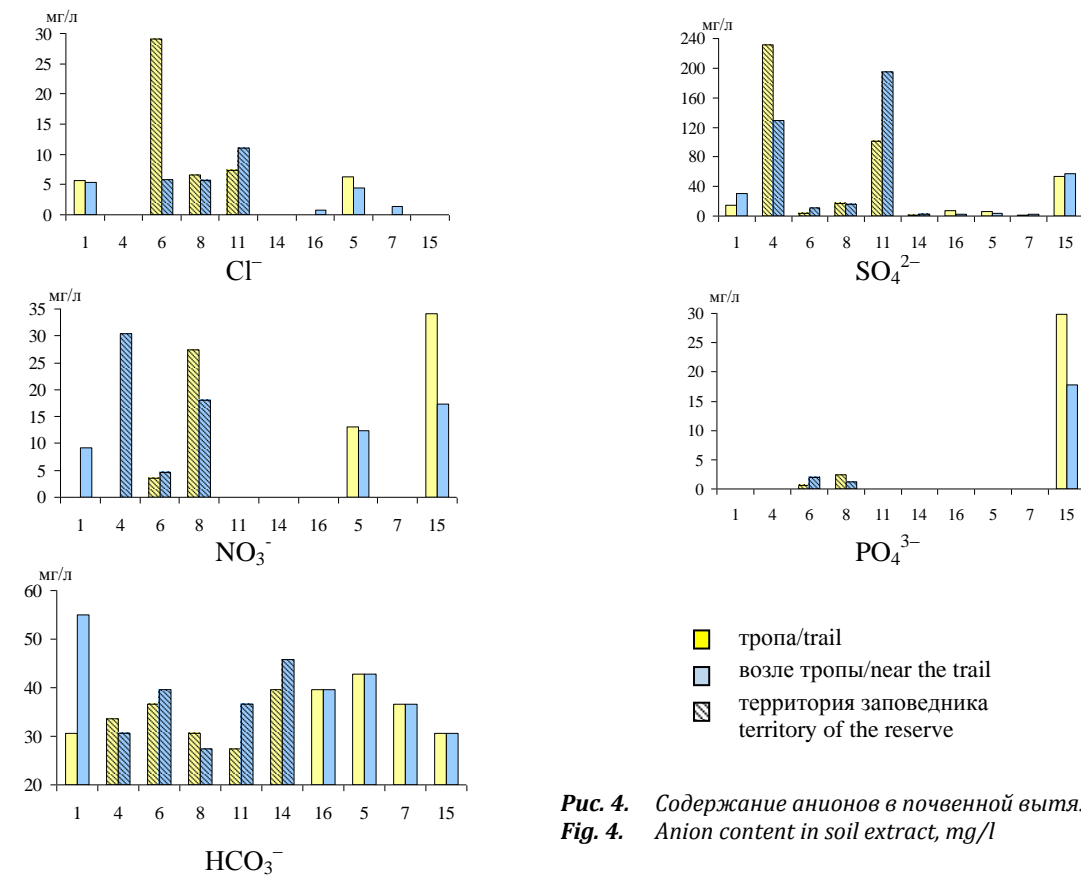 мг/л
30
25
20
15
10
5
0
1 4 6 8 11 14 16 5 7 15
Cl⁻
мг/л
240
200
160
120
80
40
0
1 4 6 8 11 14 16 5 7 15
SO₄²⁻
мг/л
35
30
25
20
15
10
5
0
1 4 6 8 11 14 16 5 7 15
NO₃⁻
мг/л
30
25
20
15
10
5
0
1 4 6 8 11 14 16 5 7 15
PO₄³⁻
мг/л
60
50
40
30
20
1 4 6 8 11 14 16 5 7 15
HCO₃⁻
тропа/trail
возле тропы/near the trail
территория заповедника
territory of the reserve
Рис. 4. Содержание анионов в почвенной
Fig. 4. Anion content in soil extract, mg/l